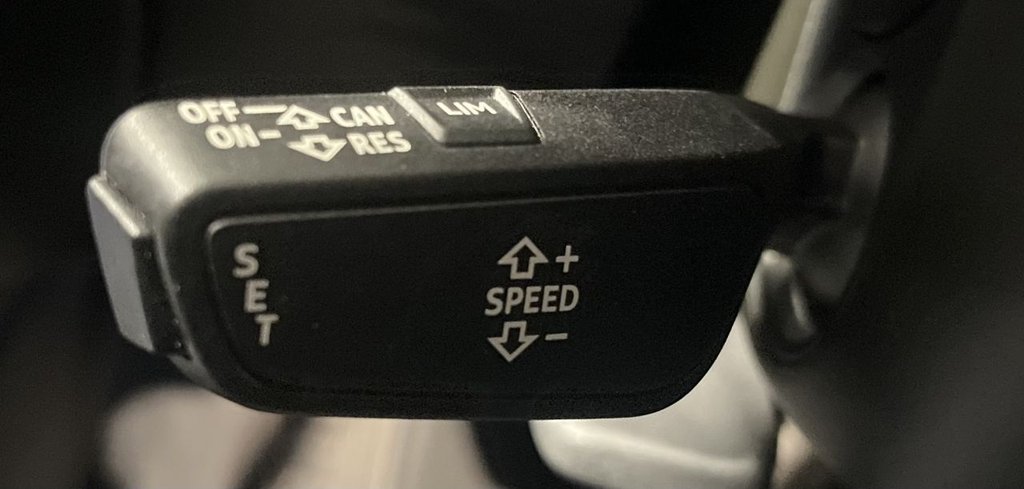 OFF CAN
ON RES
LIM
SET
+
SPEED
-